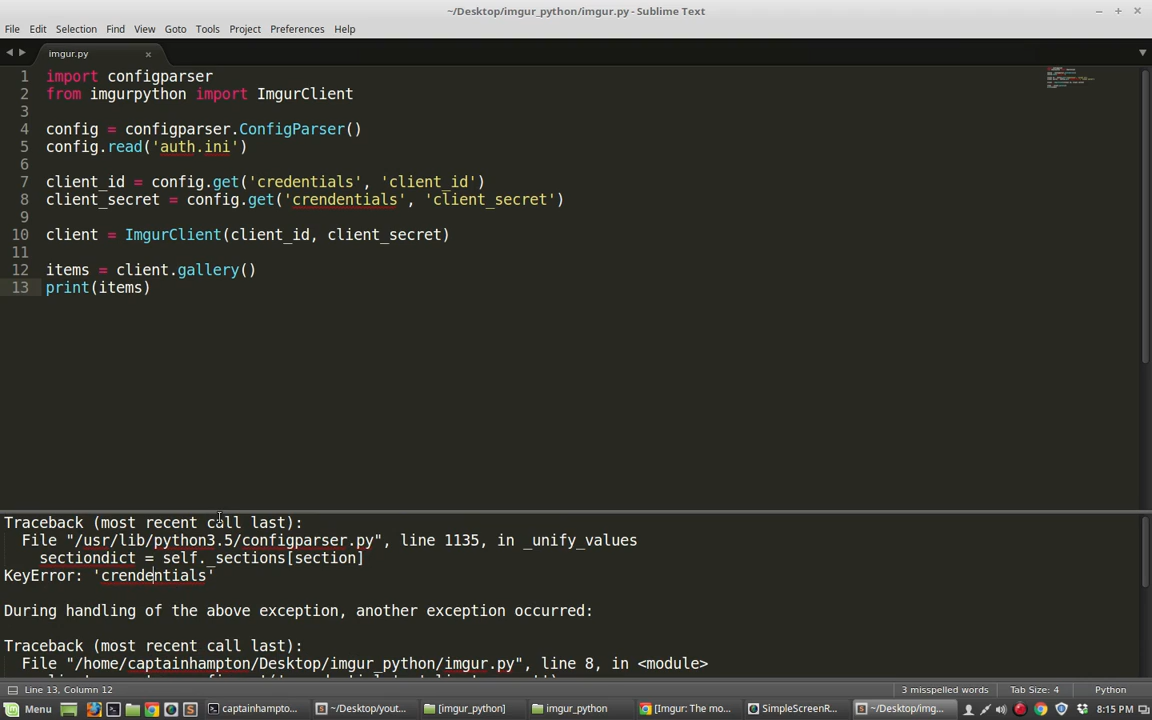 ~/Desktop/imgur_python/imgur.py - Sublime Text
File Edit Selection Find View Goto Tools Project Preferences Help
imgur.py
1 import configparser
2 from imgurpython import ImgurClient
3
4 config = configparser.ConfigParser()
5 config.read('auth.ini')
6
7 client_id = config.get('credentials', 'client_id')
8 client_secret = config.get('crendentials', 'client_secret')
9
10 client = ImgurClient(client_id, client_secret)
11
12 items = client.gallery()
13 print(items)
Traceback (most recent call last):
File "/usr/lib/python3.5/configparser.py", line 1135, in _unify_values
sectiondict = self._sections[section]
KeyError: 'crendentials'
During handling of the above exception, another exception occurred:
Traceback (most recent call last):
File "/home/captainhampton/Desktop/imgur_python/imgur.py", line 8, in <module>
Line 13, Column 12 3 misspelled words Tab Size: 4 Python
Menu captainhampto... ~/Desktop/yout... [imgur_python] imgur_python [Imgur: The mo... SimpleScreenR... ~/Desktop/img... 8:15 PM